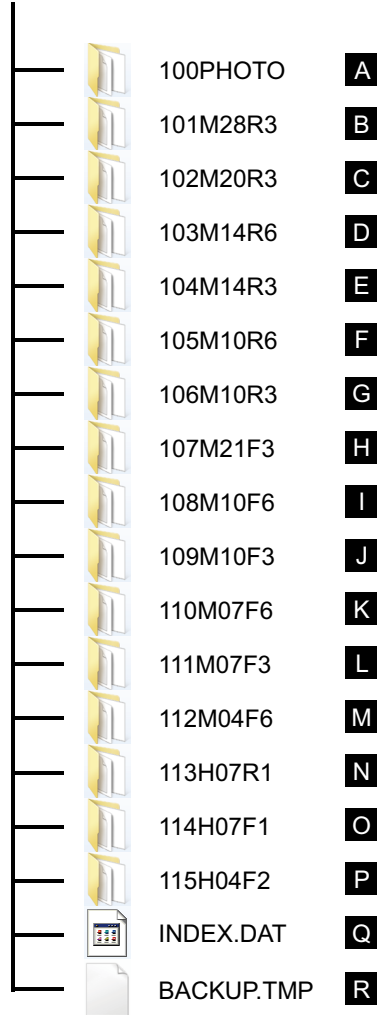 100PHOTO A
101M28R3 B
102M20R3 C
103M14R6 D
104M14R3 E
105M10R6 F
106M10R3 G
107M21F3 H
108M10F6 I
109M10F3 J
110M07F6 K
111M07F3 L
112M04F6 M
113H07R1 N
114H07F1 O
115H04F2 P
INDEX.DAT Q
BACKUP.TMP R